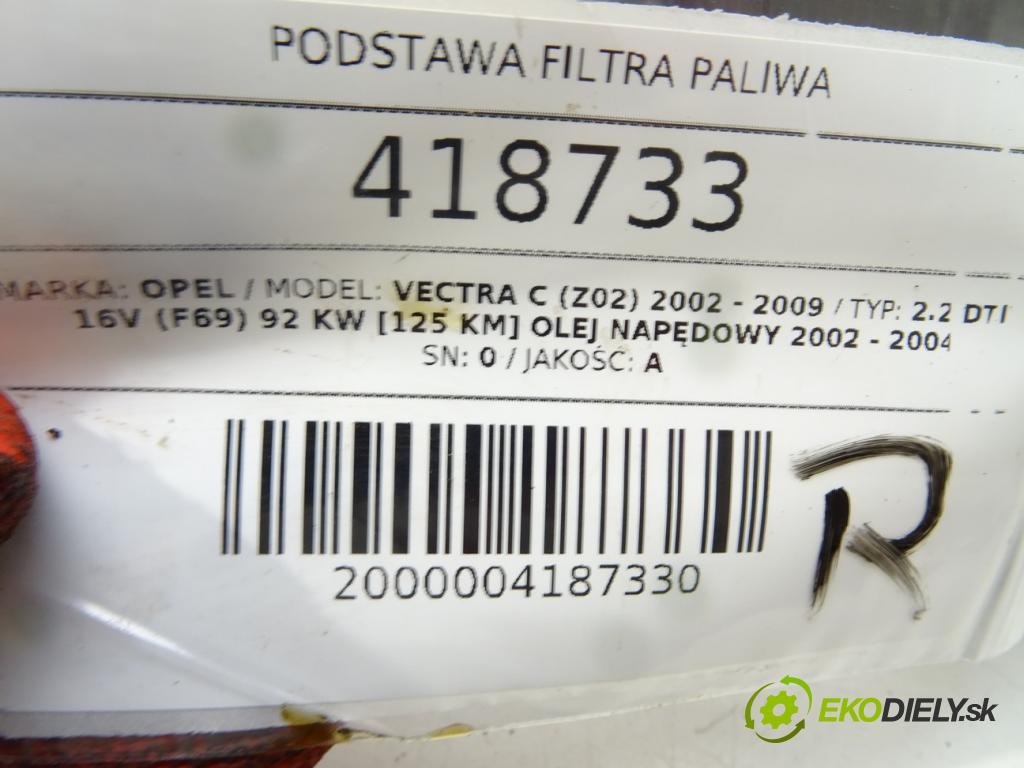 PODSTAWA FILTRA PALIWA
418733
MARKA: OPEL / MODEL: VECTRA C (Z02) 2002 - 2009 / TYP: 2.2 DTI
16V (F69) 92 KW [125 KM] OLEJ NAPĘDOWY 2002 - 2004
SN: 0 / JAKOŚĆ: A
R
2000004187330
EKODIELY.sk